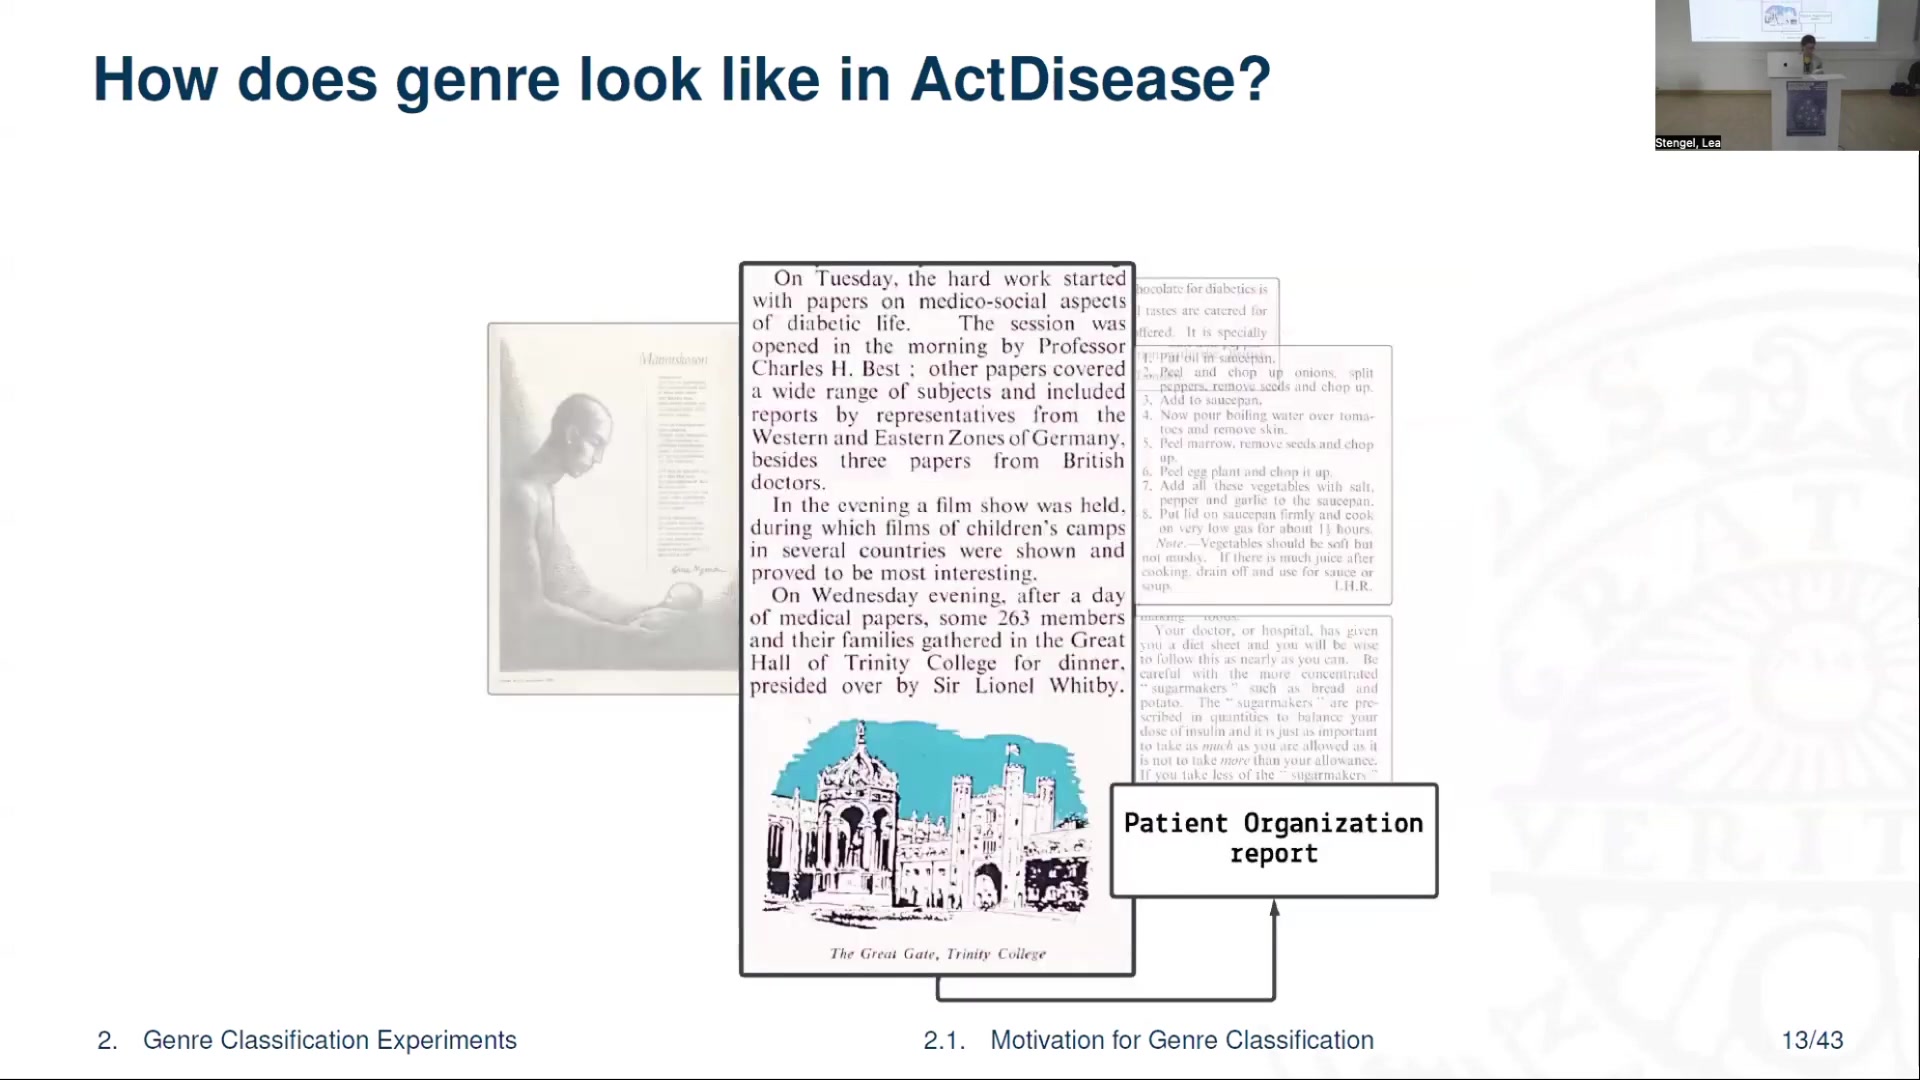 How does genre look like in ActDisease?
Stengel, Lea
Människoson
On Tuesday, the hard work started
with papers on medico-social aspects
of diabetic life. The session was
opened in the morning by Professor
Charles H. Best ; other papers covered
a wide range of subjects and included
reports by representatives from the
Western and Eastern Zones of Germany,
besides three papers from British
doctors.
In the evening a film show was held,
during which films of children's camps
in several countries were shown and
proved to be most interesting.
On Wednesday evening, after a day
of medical papers, some 263 members
and their families gathered in the Great
Hall of Trinity College for dinner,
presided over by Sir Lionel Whitby.
The Great Gate, Trinity College
hocolate for diabetics is
l tastes are catered for
ffered. It is specially
1. Put oil in saucepan.
2. Peel and chop up onions, split
peppers, remove seeds and chop up.
3. Add to saucepan.
4. Now pour boiling water over toma-
toes and remove skin.
5. Peel marrow, remove seeds and chop
up.
6. Peel egg plant and chop it up.
7. Add all these vegetables with salt,
pepper and garlic to the saucepan.
8. Put lid on saucepan firmly and cook
on very low gas for about 1½ hours.
Note.—Vegetables should be soft but
not mushy. If there is much juice after
cooking, drain off and use for sauce or
soup. I.H.R.
Your doctor, or hospital, has given
you a diet sheet and you will be wise
to follow this as nearly as you can. Be
careful with the more concentrated
"sugarmakers" such as bread and
potato. The "sugarmakers" are pre-
scribed in quantities to balance your
dose of insulin and it is just as important
to take as much as you are allowed as it
is not to take more than your allowance.
If you take less of the "sugarmakers"
Patient Organization
report
2. Genre Classification Experiments
2.1. Motivation for Genre Classification
13/43